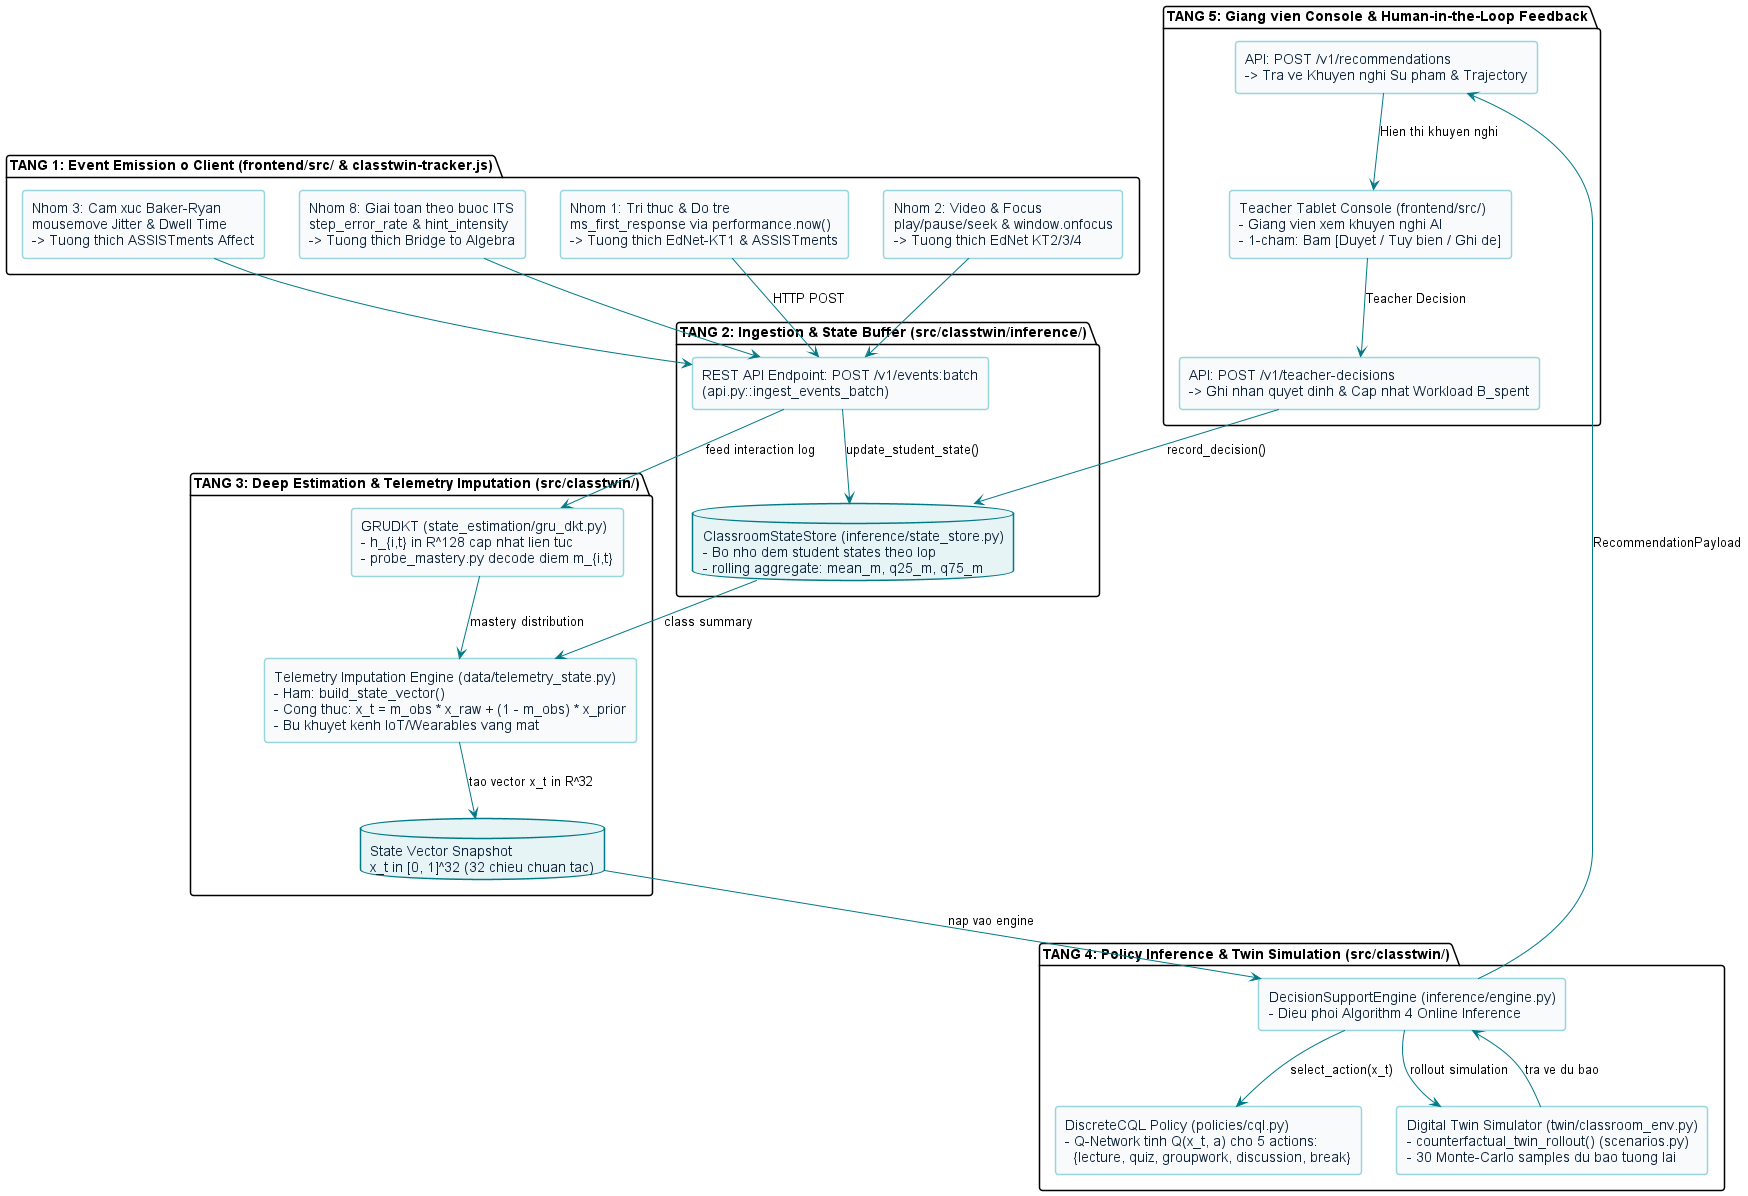 TANG 5: Giang vien Console & Human-in-the-Loop Feedback
API: POST /v1/recommendations
-> Tra ve Khuyen nghi Su pham & Trajectory
Hien thi khuyen nghi
Teacher Tablet Console (frontend/src/)
- Giang vien xem khuyen nghi AI
- 1-cham: Bam [Duyet / Tuy bien / Ghi de]
Teacher Decision
API: POST /v1/teacher-decisions
-> Ghi nhan quyet dinh & Cap nhat Workload B_spent
record_decision()
RecommendationPayload
TANG 1: Event Emission o Client (frontend/src/ & classtwin-tracker.js)
Nhom 3: Cam xuc Baker-Ryan
mousemove Jitter & Dwell Time
-> Tuong thich ASSISTments Affect
Nhom 8: Giai toan theo buoc ITS
step_error_rate & hint_intensity
-> Tuong thich Bridge to Algebra
Nhom 1: Tri thuc & Do tre
ms_first_response via performance.now()
-> Tuong thich EdNet-KT1 & ASSISTments
Nhom 2: Video & Focus
play/pause/seek & window.onfocus
-> Tuong thich EdNet KT2/3/4
HTTP POST
TANG 2: Ingestion & State Buffer (src/classtwin/inference/)
REST API Endpoint: POST /v1/events:batch
(api.py::ingest_events_batch)
feed interaction log
update_student_state()
ClassroomStateStore (inference/state_store.py)
- Bo nho dem student states theo lop
- rolling aggregate: mean_m, q25_m, q75_m
class summary
TANG 3: Deep Estimation & Telemetry Imputation (src/classtwin/)
GRUDKT (state_estimation/gru_dkt.py)
- h_{i,t} in R^128 cap nhat lien tuc
- probe_mastery.py decode diem m_{i,t}
mastery distribution
Telemetry Imputation Engine (data/telemetry_state.py)
- Ham: build_state_vector()
- Cong thuc: x_t = m_obs * x_raw + (1 - m_obs) * x_prior
- Bu khuyet kenh IoT/Wearables vang mat
tao vector x_t in R^32
State Vector Snapshot
x_t in [0, 1]^32 (32 chieu chuan tac)
nap vao engine
TANG 4: Policy Inference & Twin Simulation (src/classtwin/)
DecisionSupportEngine (inference/engine.py)
- Dieu phoi Algorithm 4 Online Inference
select_action(x_t)
rollout simulation
tra ve du bao
DiscreteCQL Policy (policies/cql.py)
- Q-Network tinh Q(x_t, a) cho 5 actions:
{lecture, quiz, groupwork, discussion, break}
Digital Twin Simulator (twin/classroom_env.py)
- counterfactual_twin_rollout() (scenarios.py)
- 30 Monte-Carlo samples du bao tuong lai